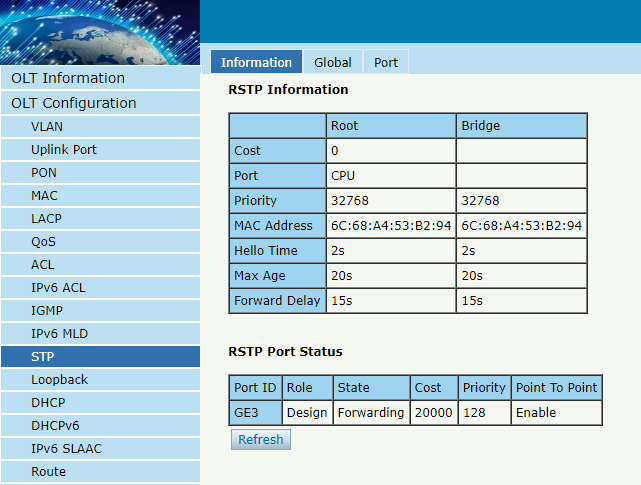 Information Global Port
OLT Information
OLT Configuration
VLAN
Uplink Port
PON
MAC
LACP
QoS
ACL
IPv6 ACL
IGMP
IPv6 MLD
STP
Loopback
DHCP
DHCPv6
IPv6 SLAAC
Route
RSTP Information
Root Bridge
Cost 0
Port CPU
Priority 32768 32768
MAC Address 6C:68:A4:53:B2:94 6C:68:A4:53:B2:94
Hello Time 2s 2s
Max Age 20s 20s
Forward Delay 15s 15s
RSTP Port Status
Port ID Role State Cost Priority Point To Point
GE3 Design Forwarding 20000 128 Enable
Refresh